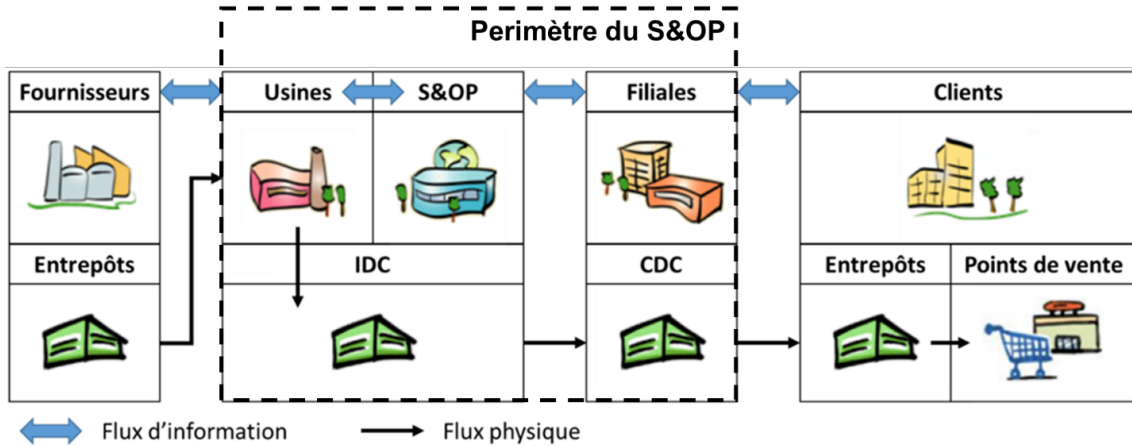 Perimètre du S&OP
Fournisseurs
Usines
S&OP
Filiales
Clients
Entrepôts
IDC
CDC
Entrepôts
Points de vente
Flux d'information
Flux physique